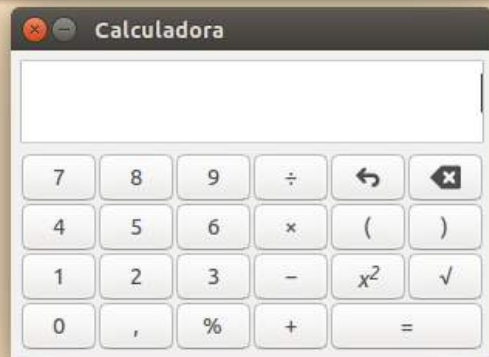 Calculadora
7 8 9 ÷
4 5 6 × ( )
1 2 3 − x² √
0 , % + =